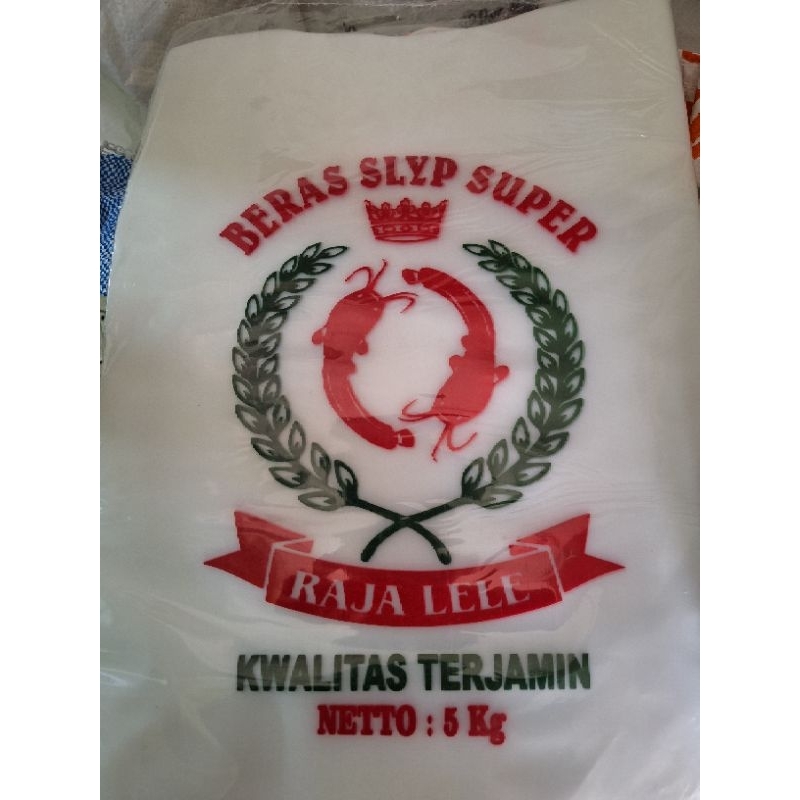 BERAS SLYP SUPER
RAJA LELE
KWALITAS TERJAMIN
NETTO : 5 Kg